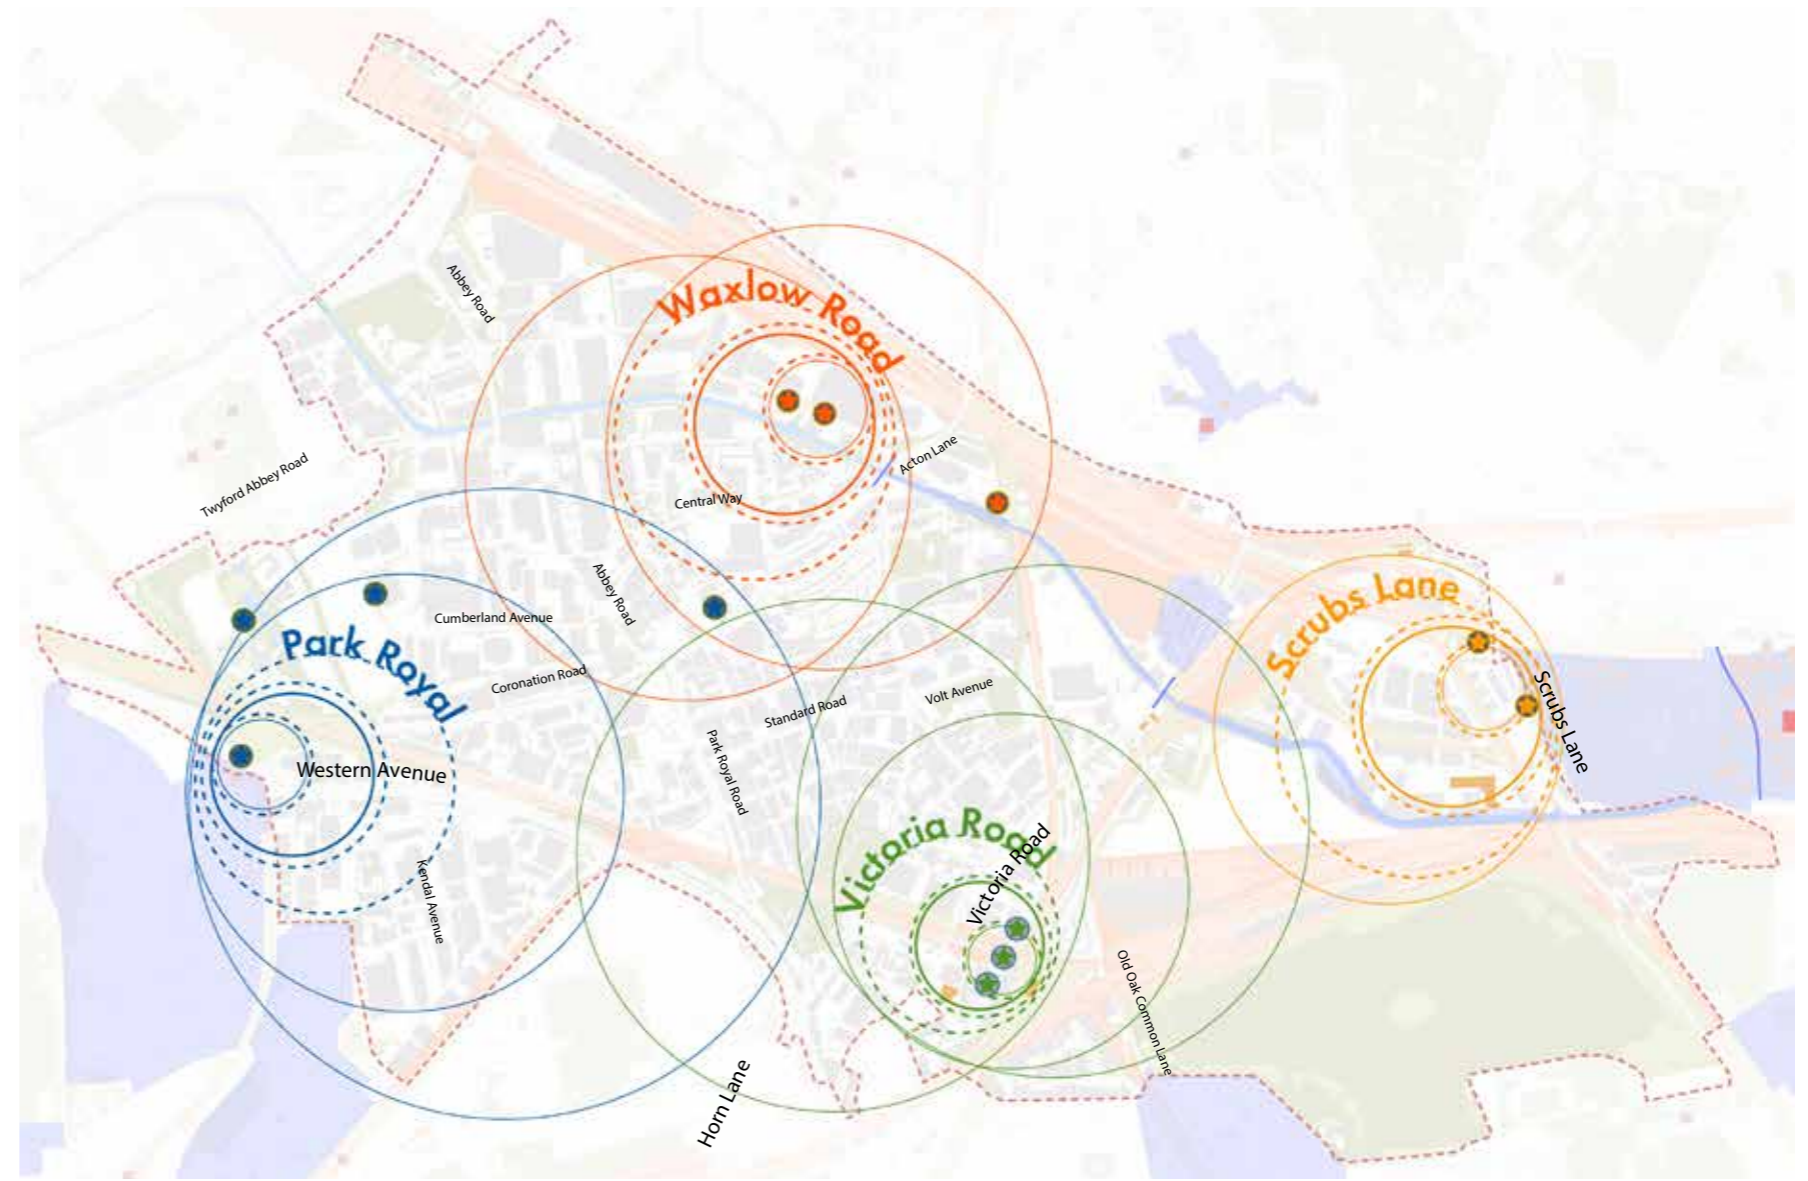 Waxlow Road
Abbey Road
Acton Lane
Twyford Abbey Road
Central Way
Abbey Road
Cumberland Avenue
Scrubs Lane
Park Royal
Coronation Road
Volt Avenue
Standard Road
Scrubs Lane
Park Royal Road
Western Avenue
Victoria Road
Victoria Road
Kendal Avenue
Old Oak Common Lane
Horn Lane